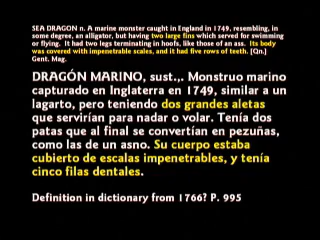 SEA DRAGON n. A marine monster caught in England in 1749, resembling, in
some degree, an alligator, but having two large fins which served for swimming
or flying. It had two legs terminating in hoofs, like those of an ass. Its body
was covered with impenetrable scales, and it had five rows of teeth. [Qn.]
Gent. Mag.
DRAGÓN MARINO, sust.,. Monstruo marino
capturado en Inglaterra en 1749, similar a un
lagarto, pero teniendo dos grandes aletas
que servirían para nadar o volar. Tenía dos
patas que al final se convertían en pezuñas,
como las de un asno. Su cuerpo estaba
cubierto de escalas impenetrables, y tenía
cinco filas dentales.
Definition in dictionary from 1766? P. 995